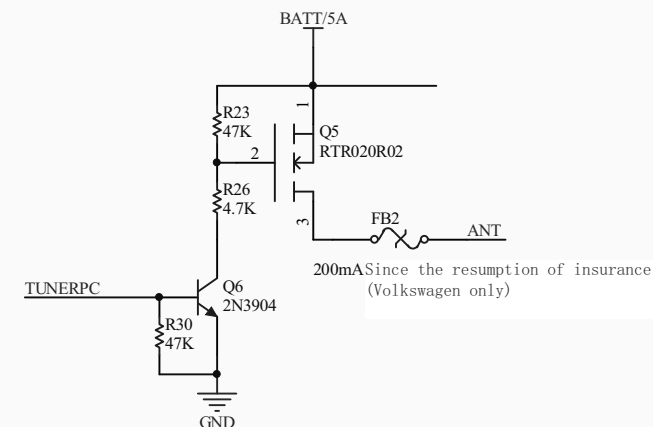 BATT/5A
R23
47K
1
Q5
RTR020R02
2
R26
4.7K
3
FB2
ANT
200mA Since the resumption of insurance
(Volkswagen only)
TUNERPC
Q6
2N3904
R30
47K
GND